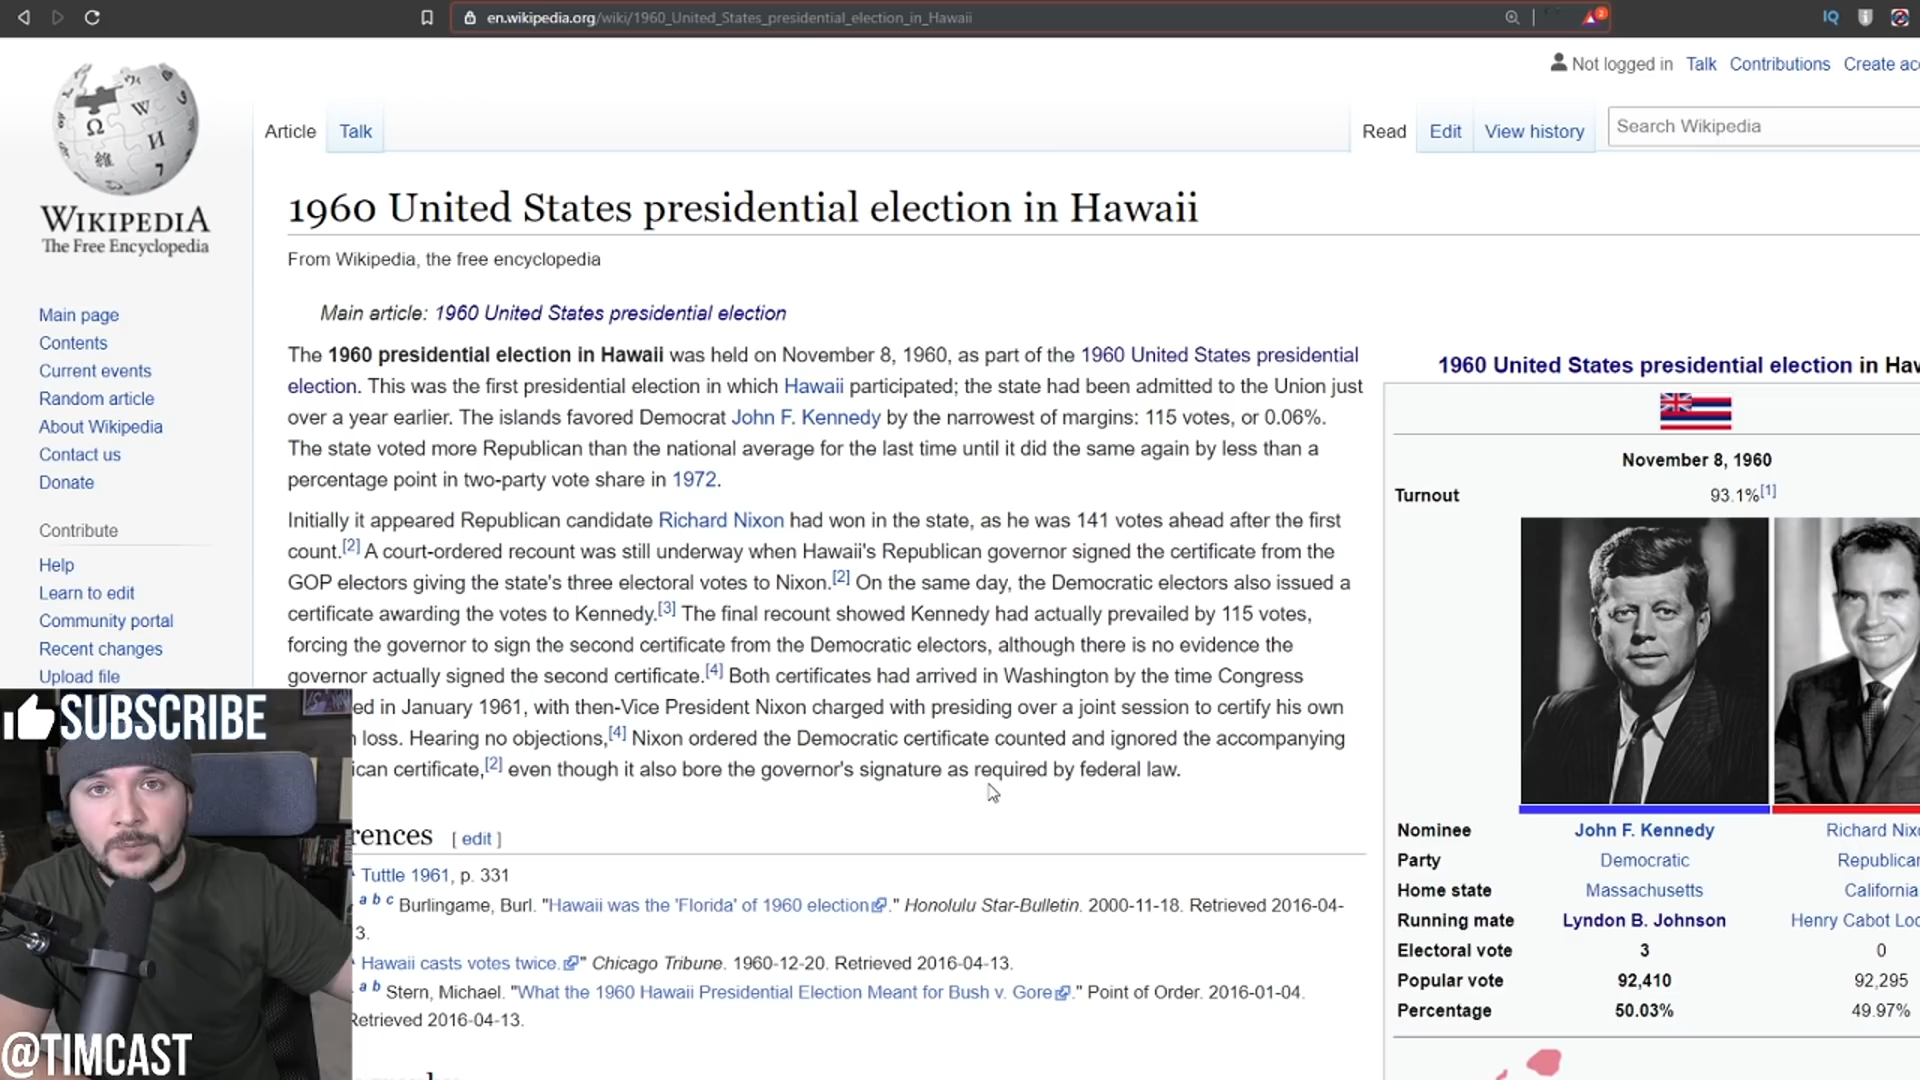 en.wikipedia.org/wiki/1960_United_States_presidential_election_in_Hawaii
2
IQ
Not logged in Talk Contributions Create
Article Talk
Read Edit View history
Search Wikipedia
WIKIPEDIA
The Free Encyclopedia
Main page
Contents
Current events
Random article
About Wikipedia
Contact us
Donate
Contribute
Help
Learn to edit
Community portal
Recent changes
Upload file
1960 United States presidential election in Hawaii
From Wikipedia, the free encyclopedia
Main article: 1960 United States presidential election
The 1960 presidential election in Hawaii was held on November 8, 1960, as part of the 1960 United States presidential
election. This was the first presidential election in which Hawaii participated; the state had been admitted to the Union just
over a year earlier. The islands favored Democrat John F. Kennedy by the narrowest of margins: 115 votes, or 0.06%.
The state voted more Republican than the national average for the last time until it did the same again by less than a
percentage point in two-party vote share in 1972.
Initially it appeared Republican candidate Richard Nixon had won in the state, as he was 141 votes ahead after the first
count.[2] A court-ordered recount was still underway when Hawaii's Republican governor signed the certificate from the
GOP electors giving the state's three electoral votes to Nixon.[2] On the same day, the Democratic electors also issued a
certificate awarding the votes to Kennedy.[3] The final recount showed Kennedy had actually prevailed by 115 votes,
forcing the governor to sign the second certificate from the Democratic electors, although there is no evidence the
governor actually signed the second certificate.[4] Both certificates had arrived in Washington by the time Congress
ed in January 1961, with then-Vice President Nixon charged with presiding over a joint session to certify his own
loss. Hearing no objections,[4] Nixon ordered the Democratic certificate counted and ignored the accompanying
ican certificate,[2] even though it also bore the governor's signature as required by federal law.
rences [ edit ]
Tuttle 1961, p. 331
a b c Burlingame, Burl. "Hawaii was the 'Florida' of 1960 election." Honolulu Star-Bulletin. 2000-11-18. Retrieved 2016-04-
3.
Hawaii casts votes twice." Chicago Tribune. 1960-12-20. Retrieved 2016-04-13.
a b Stern, Michael. "What the 1960 Hawaii Presidential Election Meant for Bush v. Gore." Point of Order. 2016-01-04.
Retrieved 2016-04-13.
1960 United States presidential election in Haw
November 8, 1960
Turnout 93.1%[1]
Nominee John F. Kennedy Richard Nix
Party Democratic Republica
Home state Massachusetts California
Running mate Lyndon B. Johnson Henry Cabot Lo
Electoral vote 3 0
Popular vote 92,410 92,295
Percentage 50.03% 49.97%
SUBSCRIBE
@TIMCAST